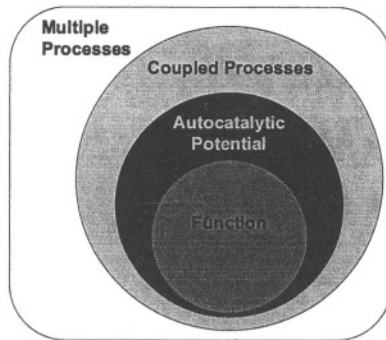 Multiple
Processes
Coupled Processes
Autocatalytic
Potential
Function